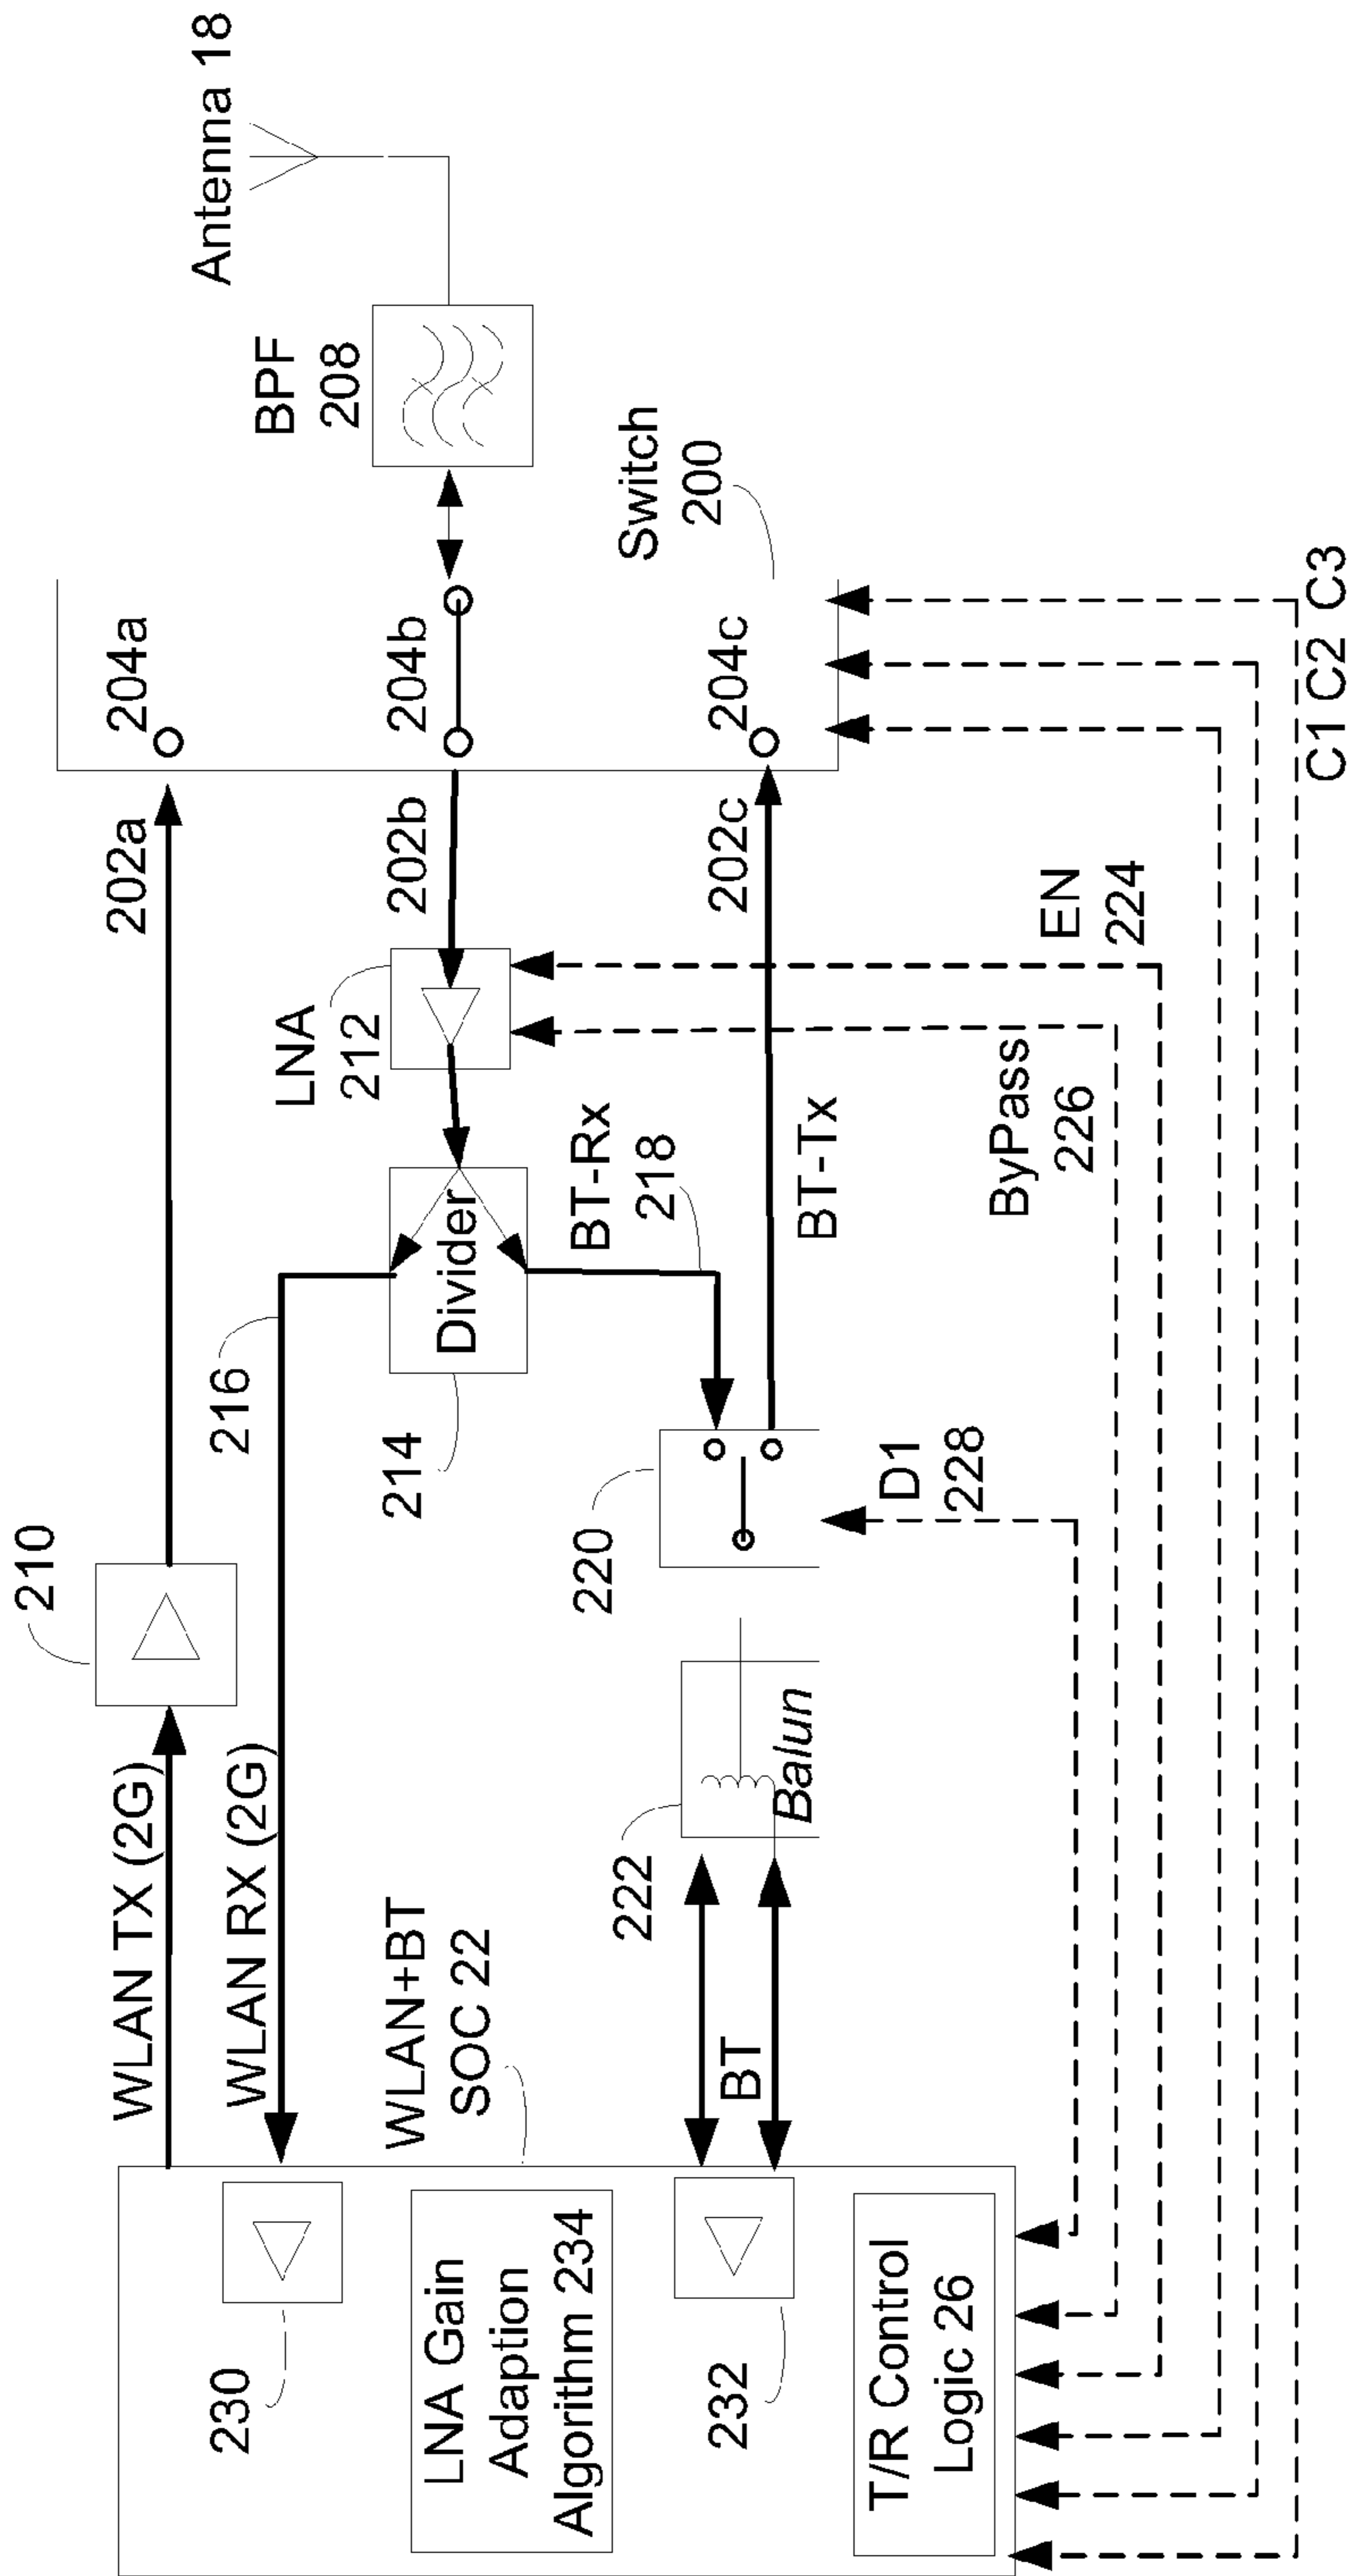 WLAN TX (2G)
210
202a
204a
Antenna 18
WLAN RX (2G)
216
LNA
212
202b
204b
BPF
208
230
WLAN+BT
SOC 22
214
Divider
BT-Rx
218
Switch
200
LNA Gain
Adaption
Algorithm 234
222
220
202c
204c
BT
Balun
BT-Tx
232
D1
228
ByPass
226
EN
224
T/R Control
Logic 26
C1 C2 C3